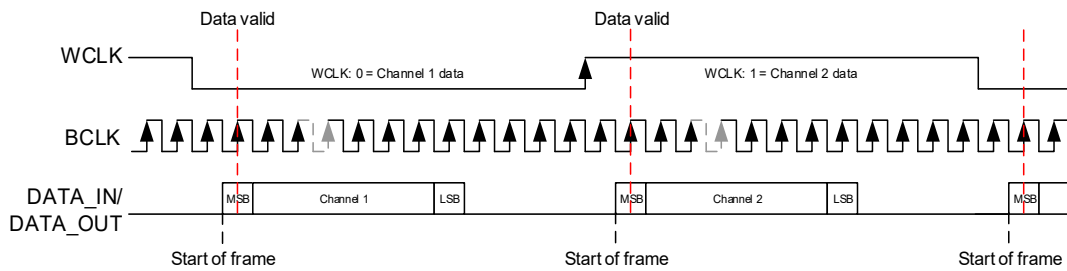 Data valid
Data valid
WCLK
WCLK: 0 = Channel 1 data
WCLK: 1 = Channel 2 data
BCLK
DATA_IN/
DATA_OUT
MSB
Channel 1
LSB
MSB
Channel 2
LSB
MSB
Start of frame
Start of frame
Start of frame